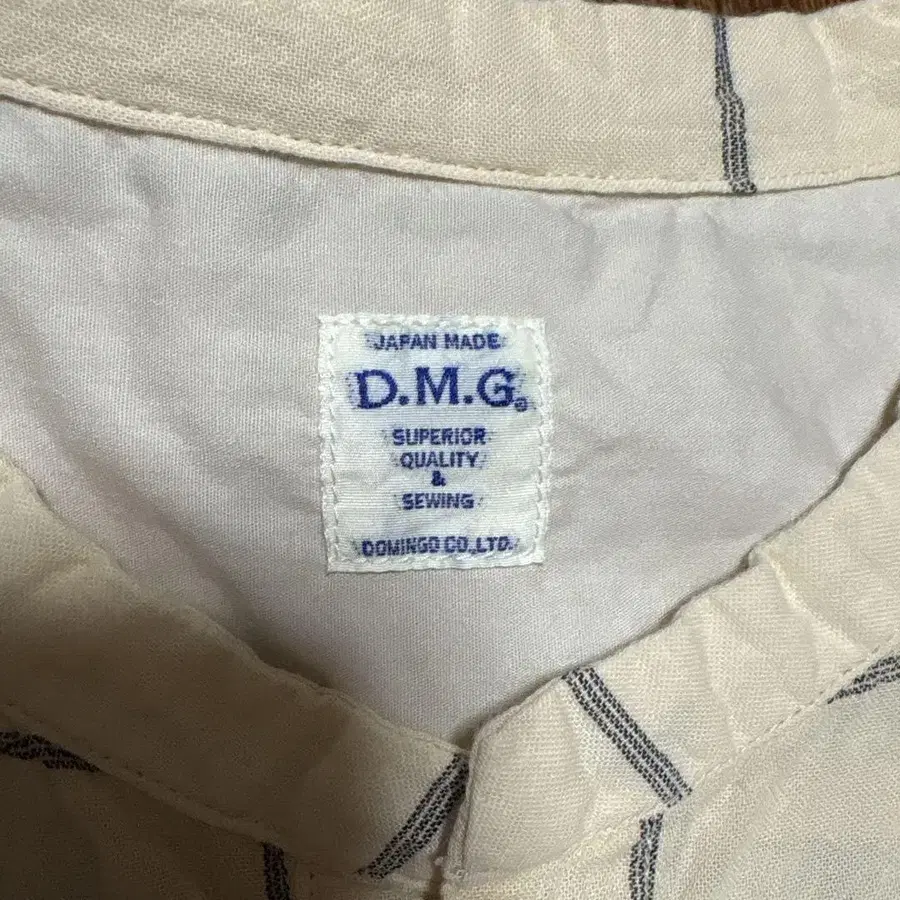 JAPAN MADE
D.M.G.®
SUPERIOR
QUALITY
&
SEWING
DOMINGO CO.,LTD.